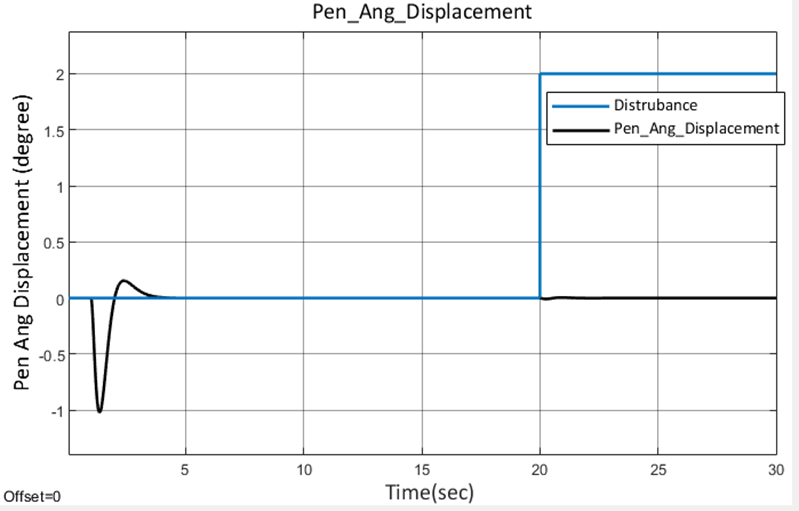 Pen_Ang_Displacement
Pen Ang Displacement (degree)
2
1.5
1
0.5
0
-0.5
-1
Distrubance
Pen_Ang_Displacement
5
10
15
20
25
30
Time(sec)
Offset=0